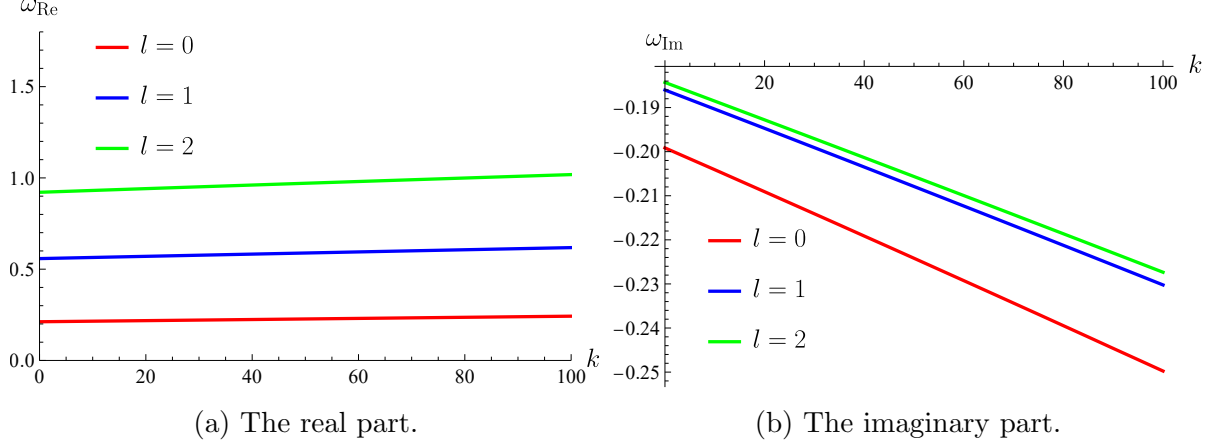 ω_Re
l = 0
l = 1
l = 2
1.5
1.0
0.5
0.0
0 20 40 60 80 100 k
(a) The real part.
ω_Im
20 40 60 80 100 k
−0.19
−0.20
−0.21
−0.22
−0.23
−0.24
−0.25
l = 0
l = 1
l = 2
(b) The imaginary part.